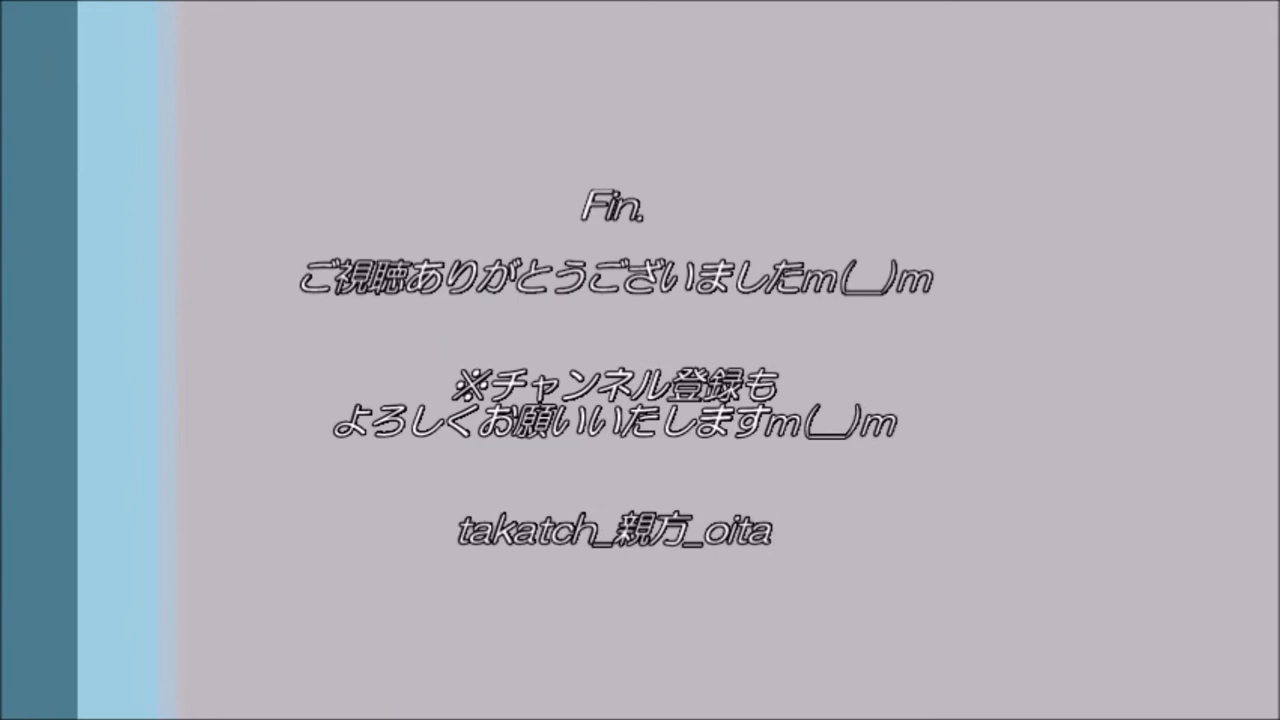 Fin.
ご視聴ありがとうございましたm(__)m
※チャンネル登録も
よろしくお願いいたしますm(__)m
takatch_親方_oita